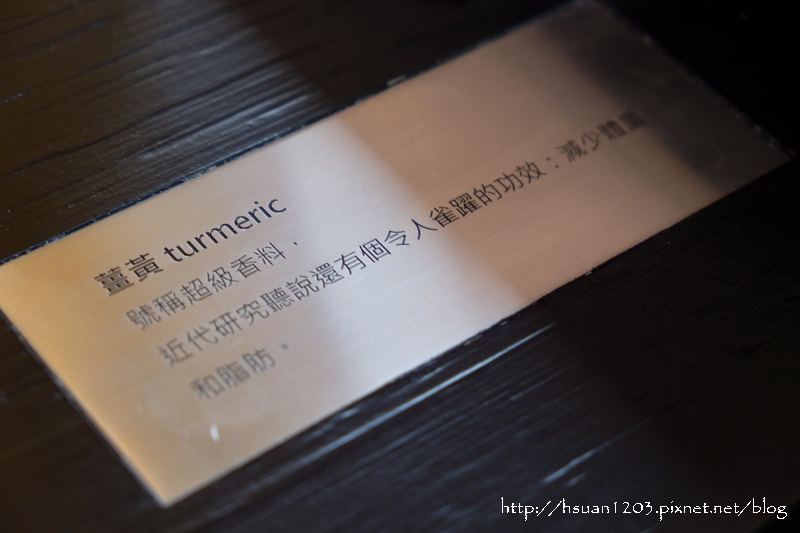 薑黃 turmeric
號稱超級香料，
近代研究聽說還有個令人雀躍的功效：減少體重
和脂肪。
http://hsuan1203.pixnet.net/blog